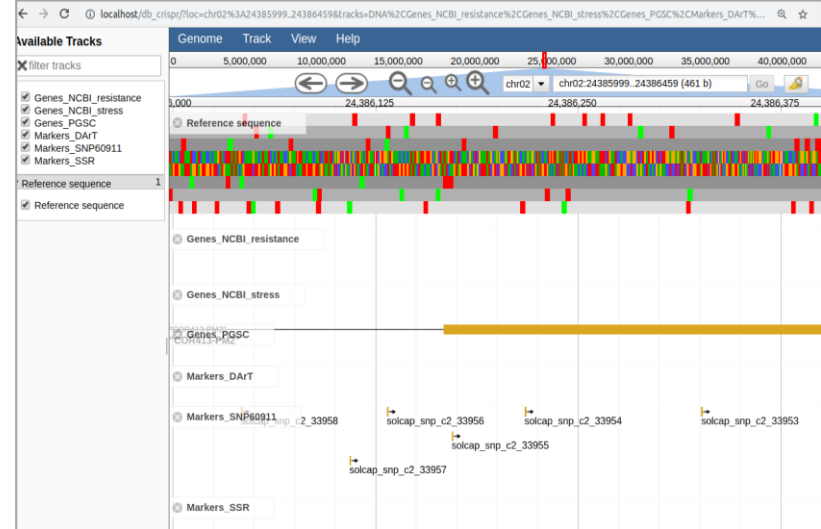 localhost/db_crispr/?loc=chr02%3A24385999..24386459&tracks=DNA%2CGenes_NCBI_resistance%2CGenes_NCBI_stress%2CGenes_PGSC%2CMarkers_DArT%...
Available Tracks
filter tracks
Genes_NCBI_resistance
Genes_NCBI_stress
Genes_PGSC
Markers_DArT
Markers_SNP60911
Markers_SSR
Reference sequence 1
Reference sequence
Genome Track View Help
0 5,000,000 10,000,000 15,000,000 20,000,000 25,000,000 30,000,000 35,000,000 40,000,000
chr02 chr02:24385999..24386459 (461 b) Go
24,386,125 24,386,250 24,386,375
Reference sequence
Genes_NCBI_resistance
Genes_NCBI_stress
Genes_PGSC
COR413-PM2
Markers_DArT
Markers_SNP60911
solcap_snp_c2_33958 solcap_snp_c2_33956 solcap_snp_c2_33954 solcap_snp_c2_33953
solcap_snp_c2_33955
solcap_snp_c2_33957
Markers_SSR